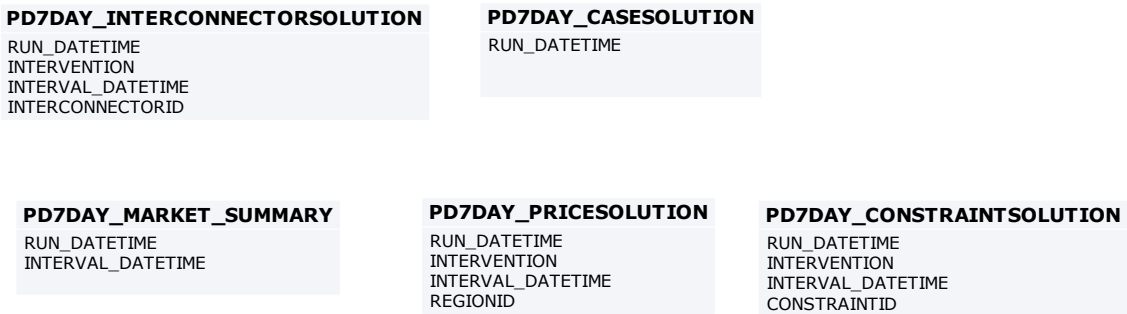 PD7DAY_INTERCONNECTORSOLUTION
RUN_DATETIME
INTERVENTION
INTERVAL_DATETIME
INTERCONNECTORID
PD7DAY_CASESOLUTION
RUN_DATETIME
PD7DAY_MARKET_SUMMARY
RUN_DATETIME
INTERVAL_DATETIME
PD7DAY_PRICESOLUTION
RUN_DATETIME
INTERVENTION
INTERVAL_DATETIME
REGIONID
PD7DAY_CONSTRAINTSOLUTION
RUN_DATETIME
INTERVENTION
INTERVAL_DATETIME
CONSTRAINTID